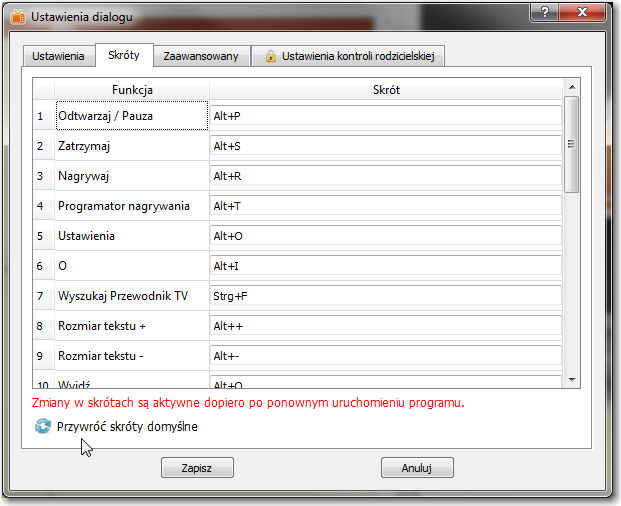 Ustawienia dialogu
Ustawienia Skróty Zaawansowany Ustawienia kontroli rodzicielskiej
Funkcja Skrót
1 Odtwarzaj / Pauza Alt+P
2 Zatrzymaj Alt+S
3 Nagrywaj Alt+R
4 Programator nagrywania Alt+T
5 Ustawienia Alt+O
6 O Alt+I
7 Wyszukaj Przewodnik TV Strg+F
8 Rozmiar tekstu + Alt++
9 Rozmiar tekstu - Alt+-
10 Wyjdź Alt+Q
Zmiany w skrótach są aktywne dopiero po ponownym uruchomieniu programu.
Przywróć skróty domyślne
Zapisz Anuluj